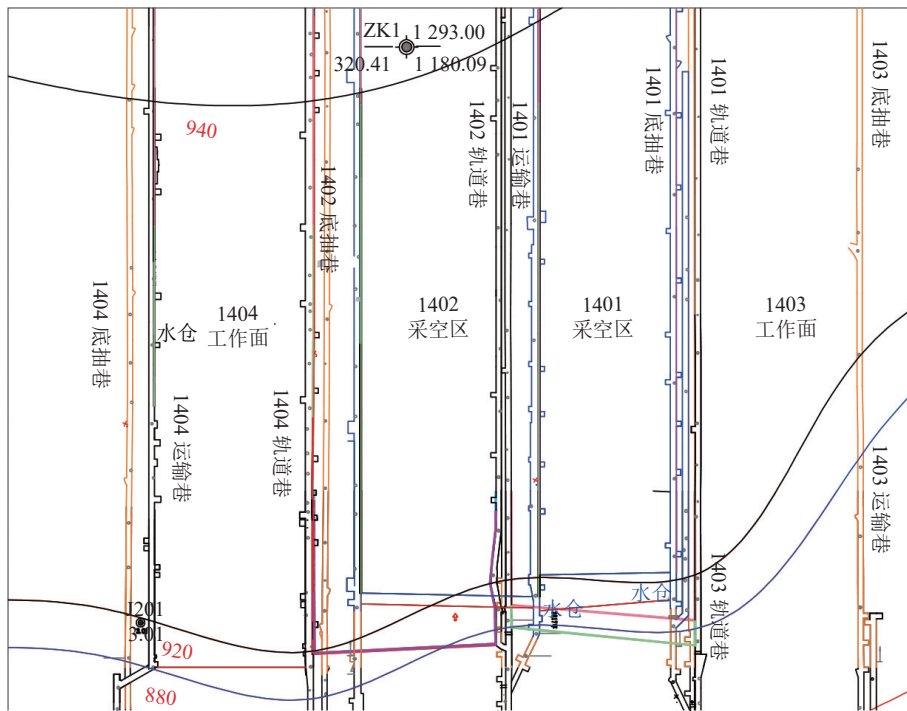 ZK1 1 293.00
320.41 1 180.09
940
1404 底抽巷
水仓
1404
工作面
1404 运输巷
1404 轨道巷
1402 底抽巷
1402
采空区
1402 轨道巷
1401 运输巷
1401
采空区
1401 底抽巷
1401 轨道巷
1403
工作面
1403 底抽巷
1403 运输巷
1403 轨道巷
水仓
水仓
J201
3.01
920
880